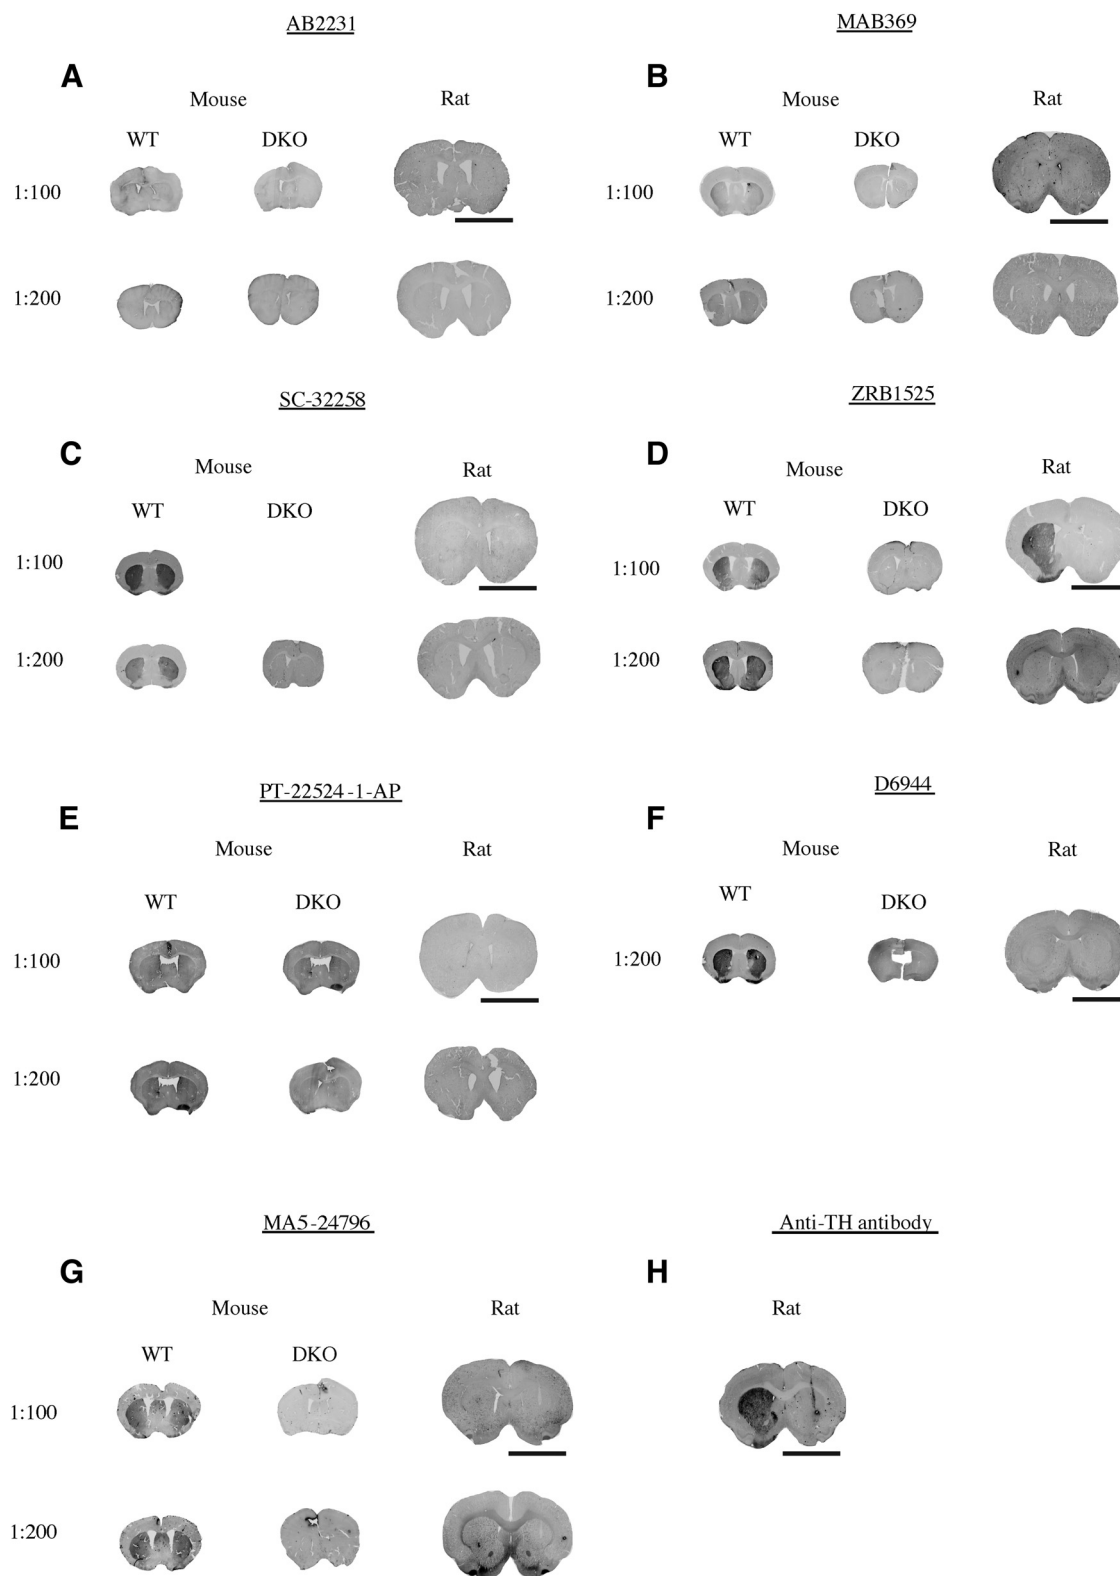 AB2231
MAB369
A
B
Mouse
Rat
Mouse
Rat
WT
DKO
WT
DKO
1:100
1:100
1:200
1:200
SC-32258
ZRB1525
C
D
Mouse
Rat
Mouse
Rat
WT
DKO
WT
DKO
1:100
1:100
1:200
1:200
PT-22524-1-AP
D6944
E
F
Mouse
Rat
Mouse
Rat
WT
DKO
WT
DKO
1:100
1:200
1:200
MA5-24796
Anti-TH antibody
G
H
Mouse
Rat
Rat
WT
DKO
1:100
1:200